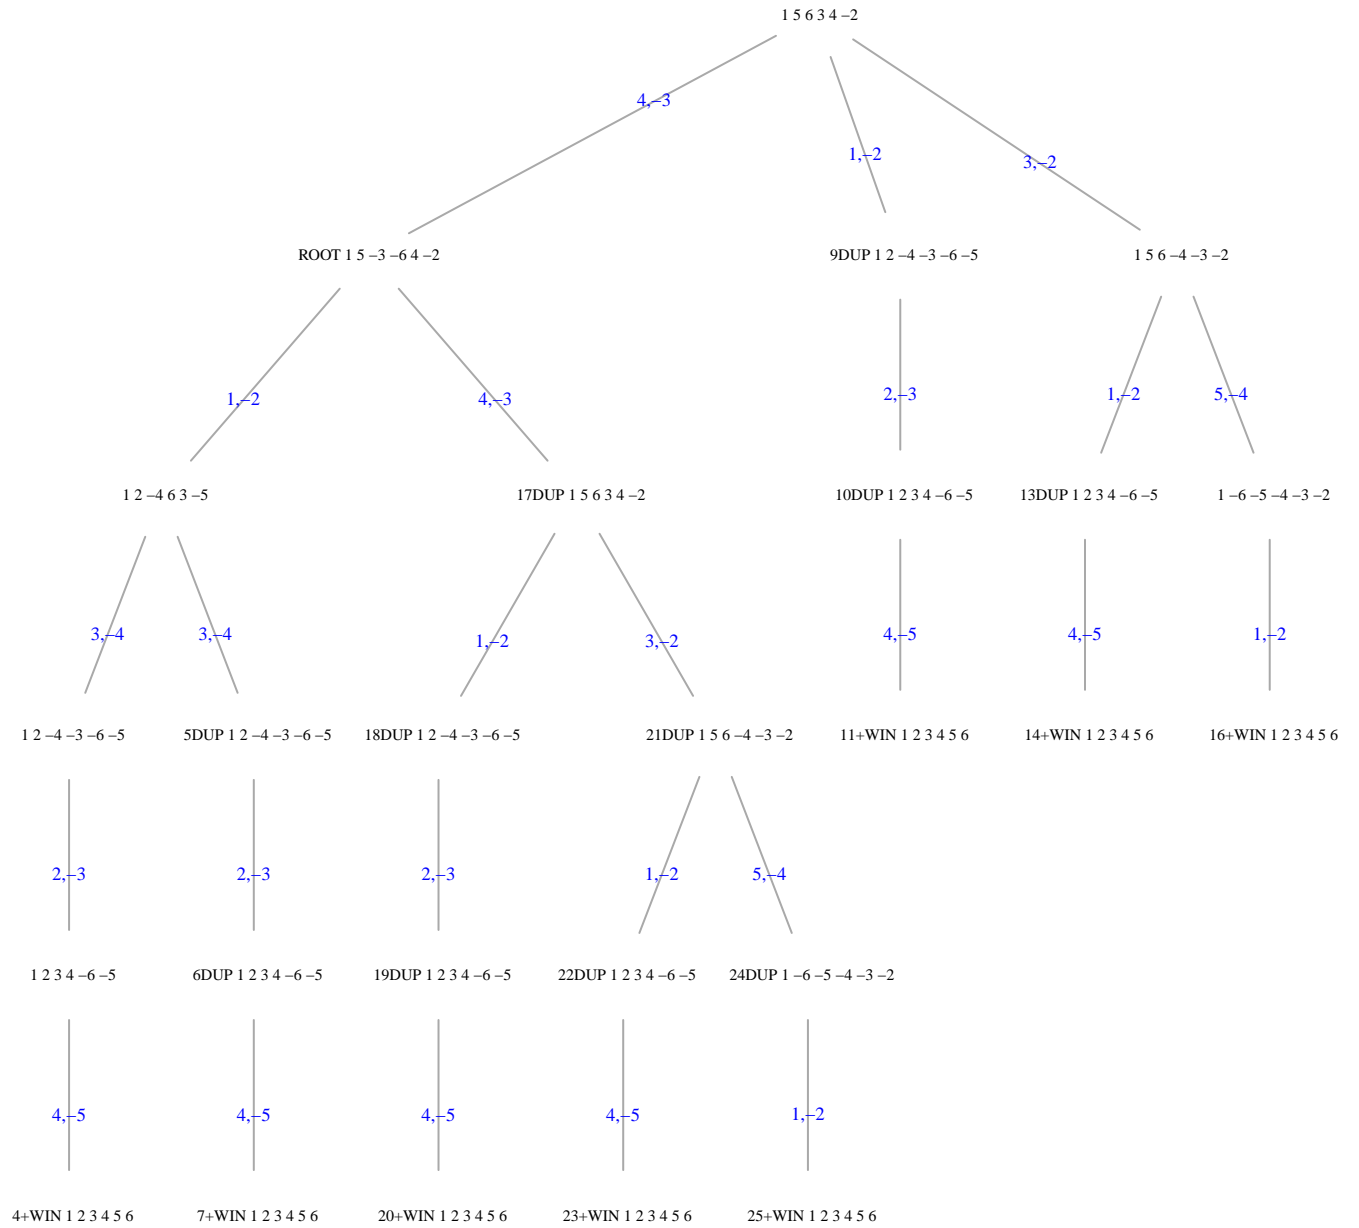 1 5 6 3 4 −2
4,−3
1,−2
3,−2
ROOT 1 5 −3 −6 4 −2
9DUP 1 2 −4 −3 −6 −5
1 5 6 −4 −3 −2
1,−2
4,−3
2,−3
1,−2
5,−4
1 2 −4 6 3 −5
17DUP 1 5 6 3 4 −2
10DUP 1 2 3 4 −6 −5
13DUP 1 2 3 4 −6 −5
1 −6 −5 −4 −3 −2
3,−4
3,−4
1,−2
3,−2
4,−5
4,−5
1,−2
1 2 −4 −3 −6 −5
5DUP 1 2 −4 −3 −6 −5
18DUP 1 2 −4 −3 −6 −5
21DUP 1 5 6 −4 −3 −2
11+WIN 1 2 3 4 5 6
14+WIN 1 2 3 4 5 6
16+WIN 1 2 3 4 5 6
2,−3
2,−3
2,−3
1,−2
5,−4
1 2 3 4 −6 −5
6DUP 1 2 3 4 −6 −5
19DUP 1 2 3 4 −6 −5
22DUP 1 2 3 4 −6 −5
24DUP 1 −6 −5 −4 −3 −2
4,−5
4,−5
4,−5
4,−5
1,−2
4+WIN 1 2 3 4 5 6
7+WIN 1 2 3 4 5 6
20+WIN 1 2 3 4 5 6
23+WIN 1 2 3 4 5 6
25+WIN 1 2 3 4 5 6